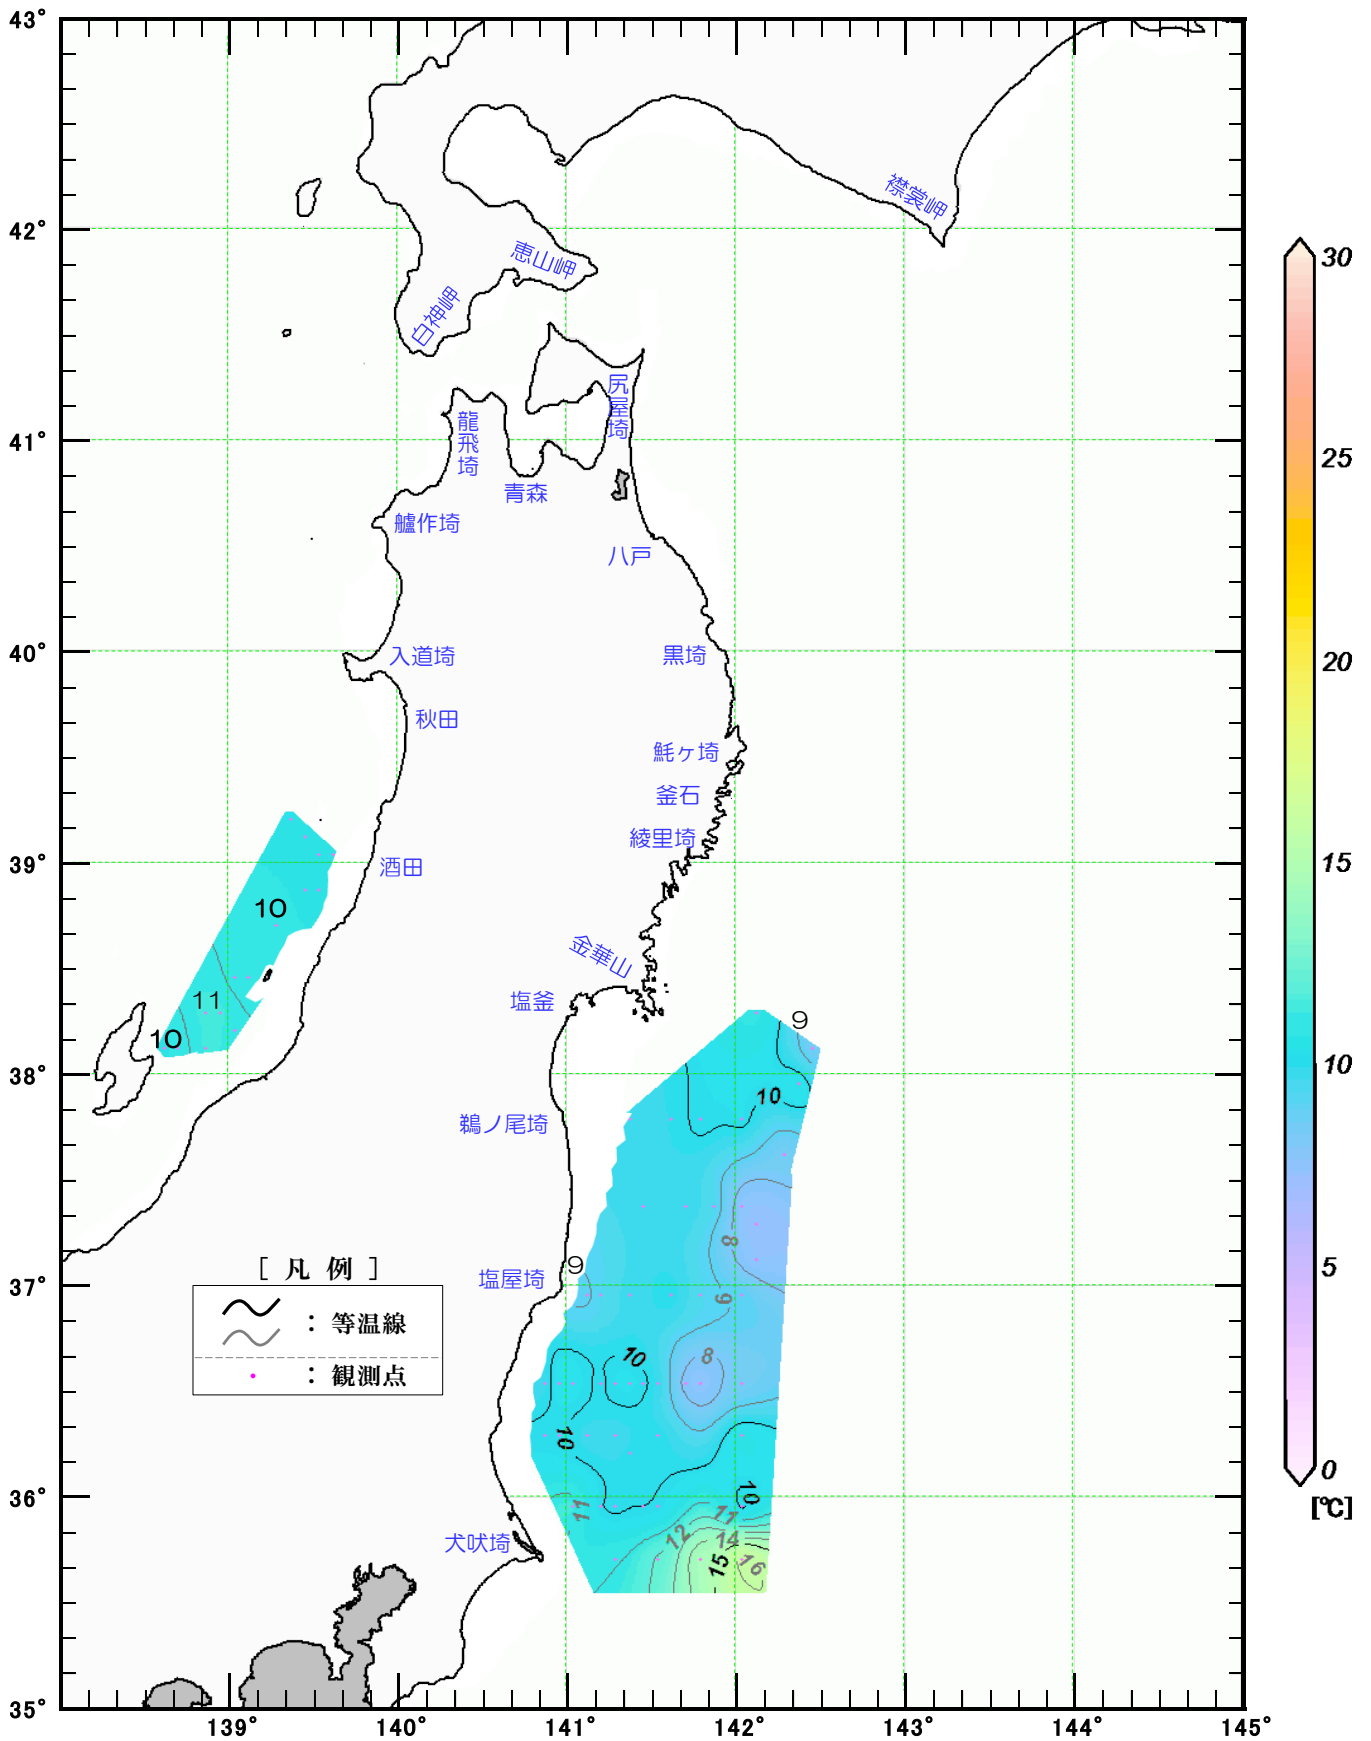 43°
42°
41°
40°
39°
38°
37°
36°
35°
139°
140°
141°
142°
143°
144°
145°
襟裳岬
恵山岬
白神岬
尻屋埼
龍飛埼
青森
艫作埼
八戸
入道埼
黒埼
秋田
魹ヶ埼
釜石
綾里埼
酒田
金華山
塩釜
鵜ノ尾埼
塩屋埼
犬吠埼
10
11
10
9
10
8
9
9
10
8
10
10
11
11
12
14
15
16
[ 凡 例 ]
: 等温線
: 観測点
30
25
20
15
10
5
0
[℃]